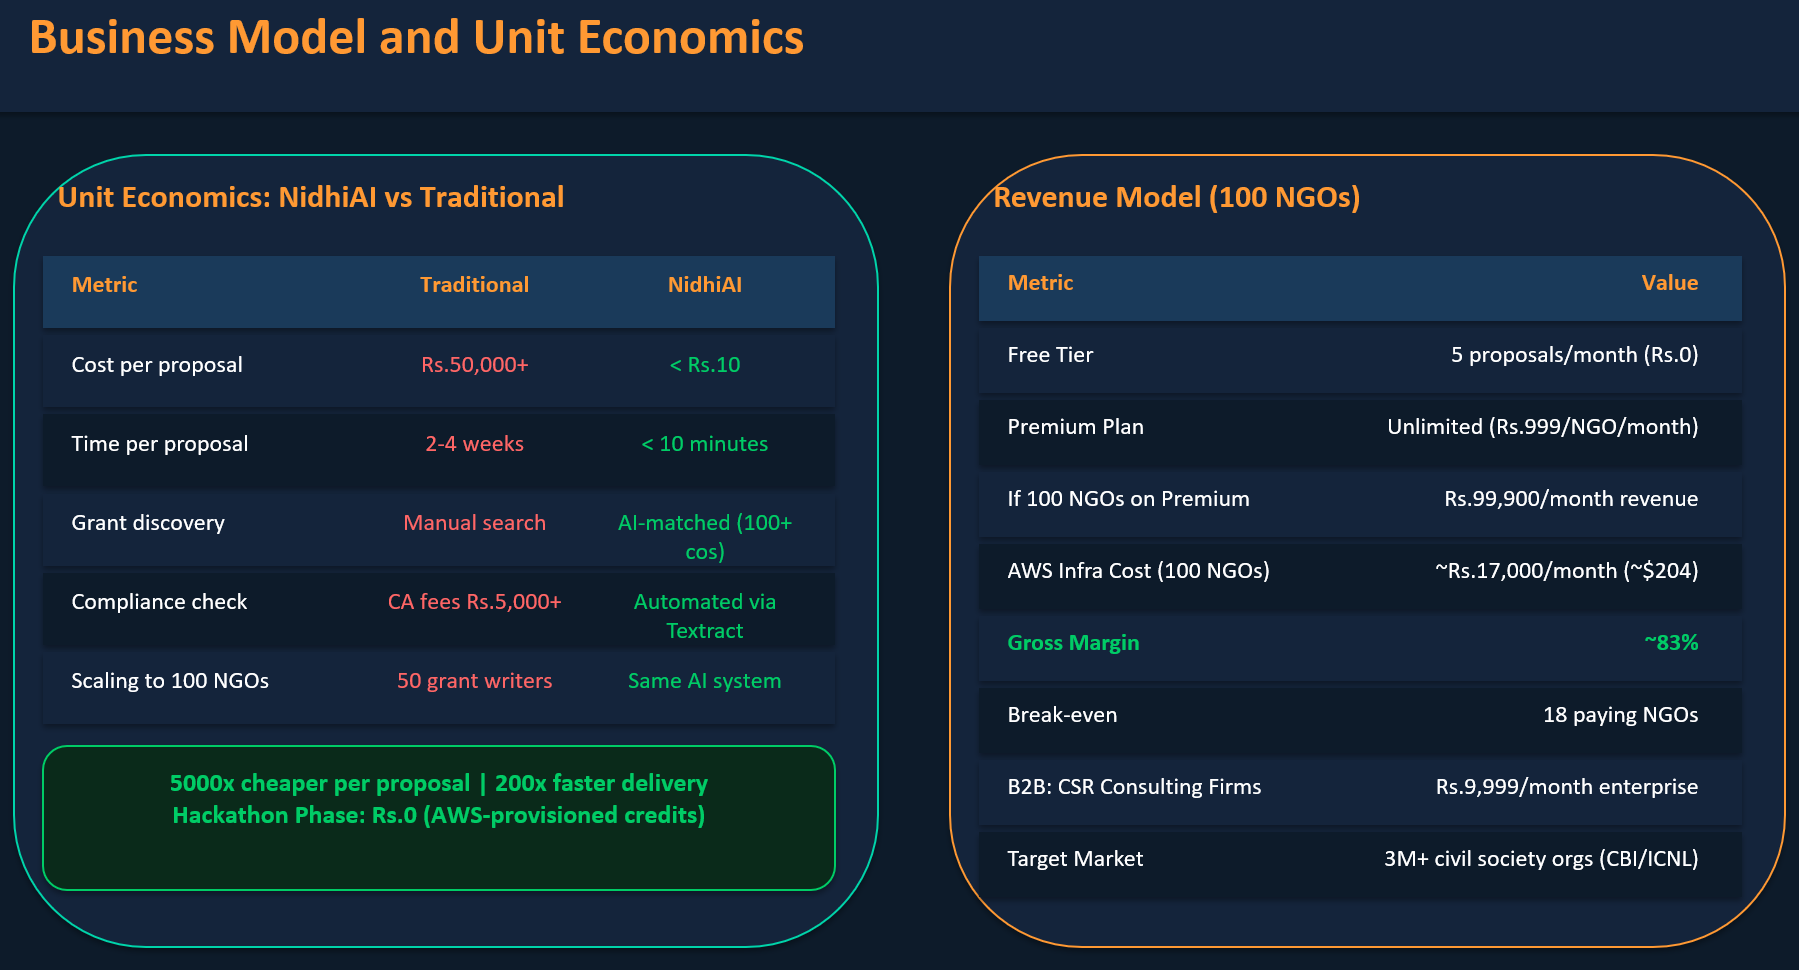 Business Model and Unit Economics
Unit Economics: NidhiAI vs Traditional
Metric Traditional NidhiAI
Cost per proposal Rs.50,000+ < Rs.10
Time per proposal 2-4 weeks < 10 minutes
Grant discovery Manual search AI-matched (100+
cos)
Compliance check CA fees Rs.5,000+ Automated via
Textract
Scaling to 100 NGOs 50 grant writers Same AI system
5000x cheaper per proposal | 200x faster delivery
Hackathon Phase: Rs.0 (AWS-provisioned credits)
Revenue Model (100 NGOs)
Metric Value
Free Tier 5 proposals/month (Rs.0)
Premium Plan Unlimited (Rs.999/NGO/month)
If 100 NGOs on Premium Rs.99,900/month revenue
AWS Infra Cost (100 NGOs) ~Rs.17,000/month (~$204)
Gross Margin ~83%
Break-even 18 paying NGOs
B2B: CSR Consulting Firms Rs.9,999/month enterprise
Target Market 3M+ civil society orgs (CBI/ICNL)